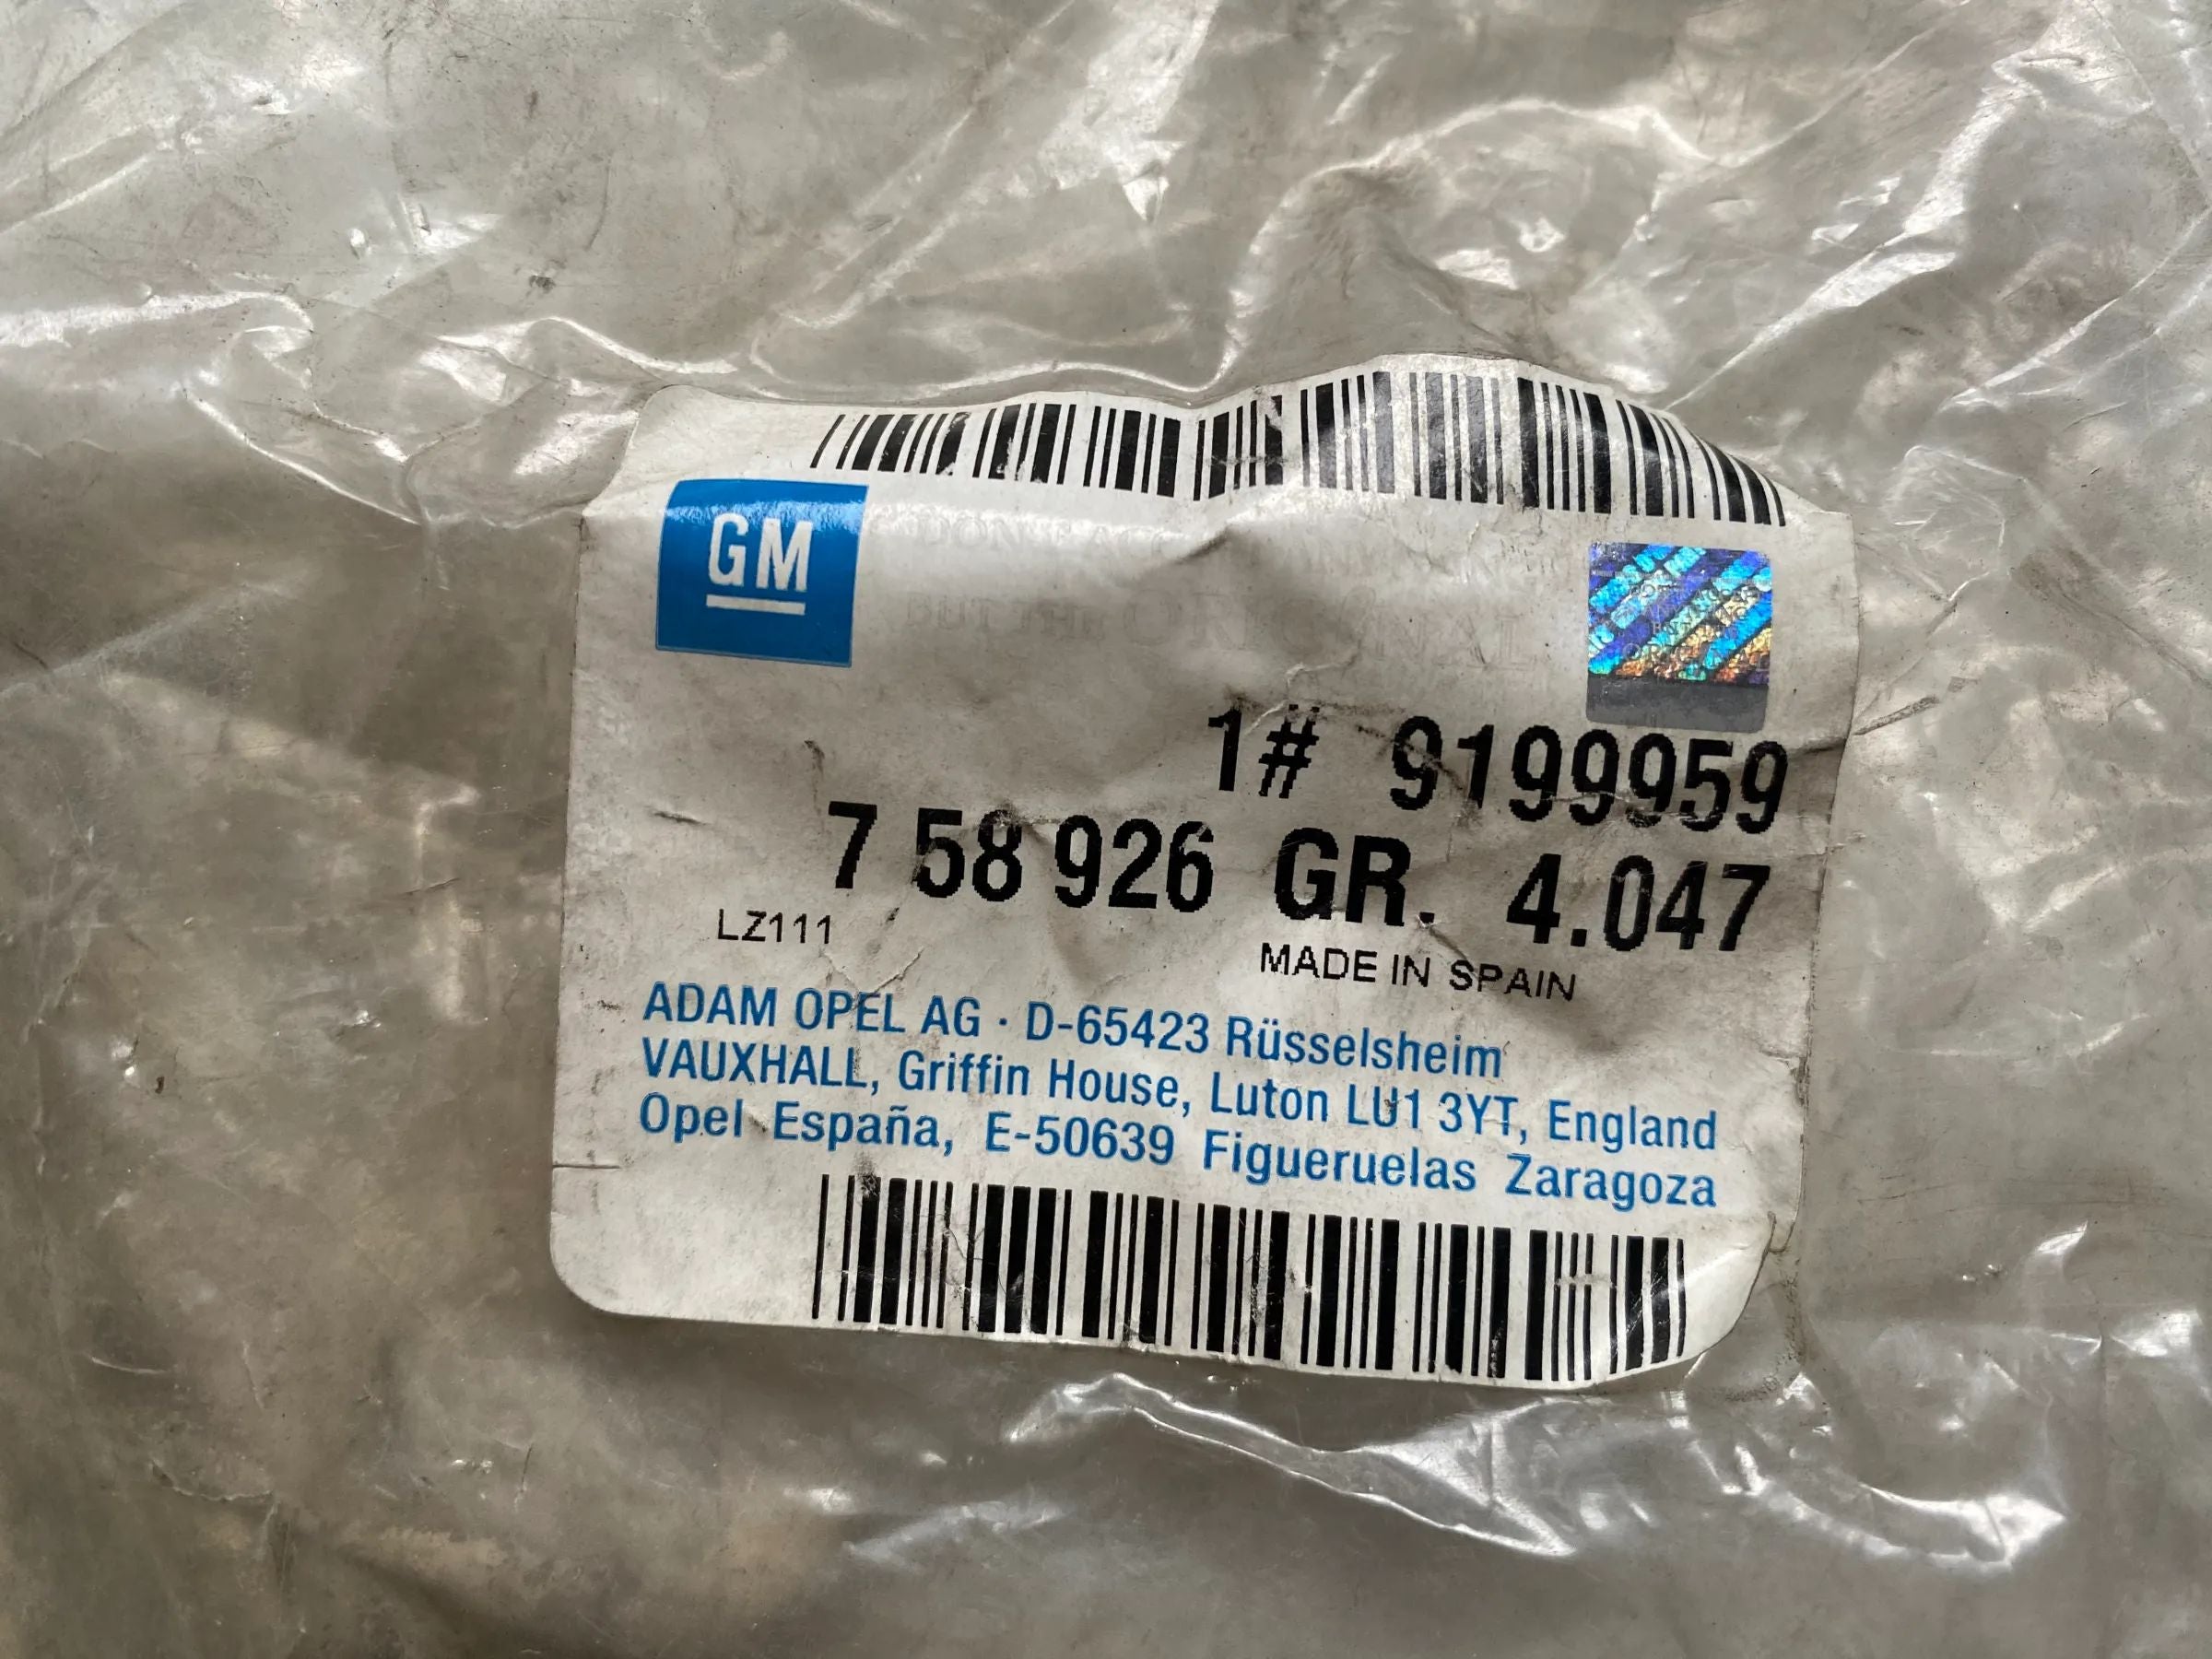 GM
1# 9199959
7 58 926 GR. 4.047
LZ111
MADE IN SPAIN
ADAM OPEL AG · D-65423 Rüsselsheim
VAUXHALL, Griffin House, Luton LU1 3YT, England
Opel España, E-50639 Figueruelas Zaragoza